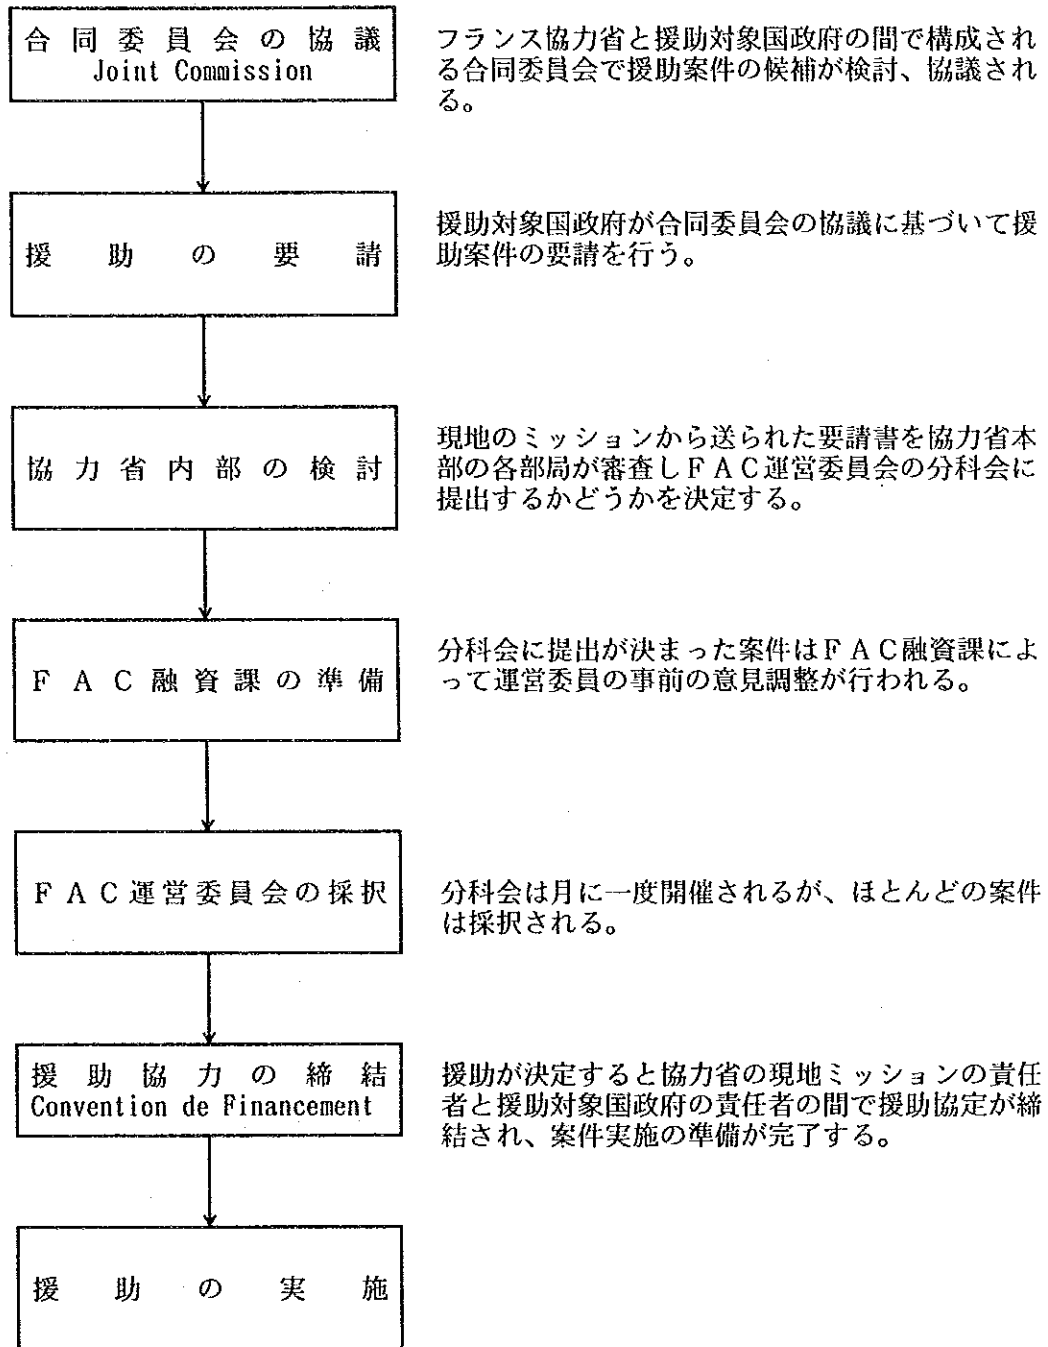 合同委員会の協議
Joint Commission
フランス協力省と援助対象国政府の間で構成され
る合同委員会で援助案件の候補が検討、協議され
る。
援助の要請
援助対象国政府が合同委員会の協議に基づいて援
助案件の要請を行う。
協力省内部の検討
現地のミッションから送られた要請書を協力省本
部の各部局が審査しFAC運営委員会の分科会に
提出するかどうかを決定する。
FAC融資課の準備
分科会に提出が決まった案件はFAC融資課によ
って運営委員の事前の意見調整が行われる。
FAC運営委員会の採択
分科会は月に一度開催されるが、ほとんどの案件
は採択される。
援助協力の締結
Convention de Financement
援助が決定すると協力省の現地ミッションの責任
者と援助対象国政府の責任者の間で援助協定が締
結され、案件実施の準備が完了する。
援助の実施